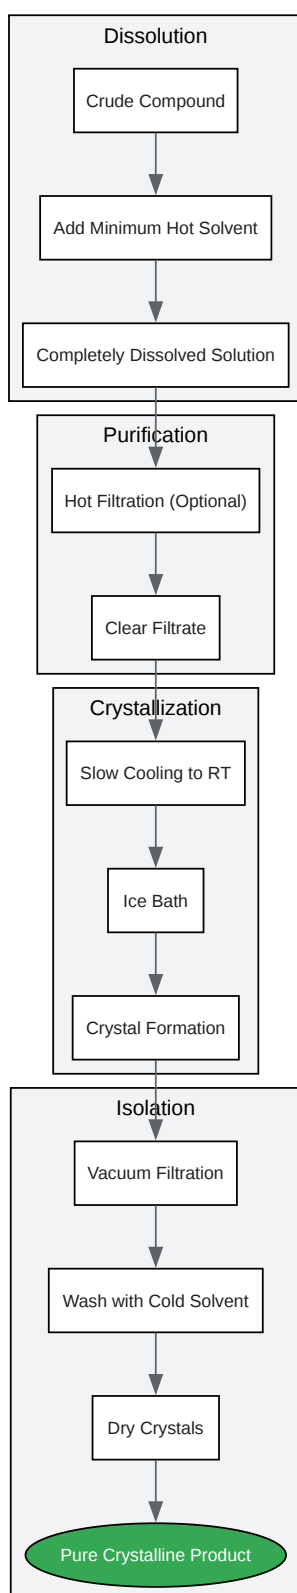 Dissolution
Crude Compound
Add Minimum Hot Solvent
Completely Dissolved Solution
Purification
Hot Filtration (Optional)
Clear Filtrate
Crystallization
Slow Cooling to RT
Ice Bath
Crystal Formation
Isolation
Vacuum Filtration
Wash with Cold Solvent
Dry Crystals
Pure Crystalline Product